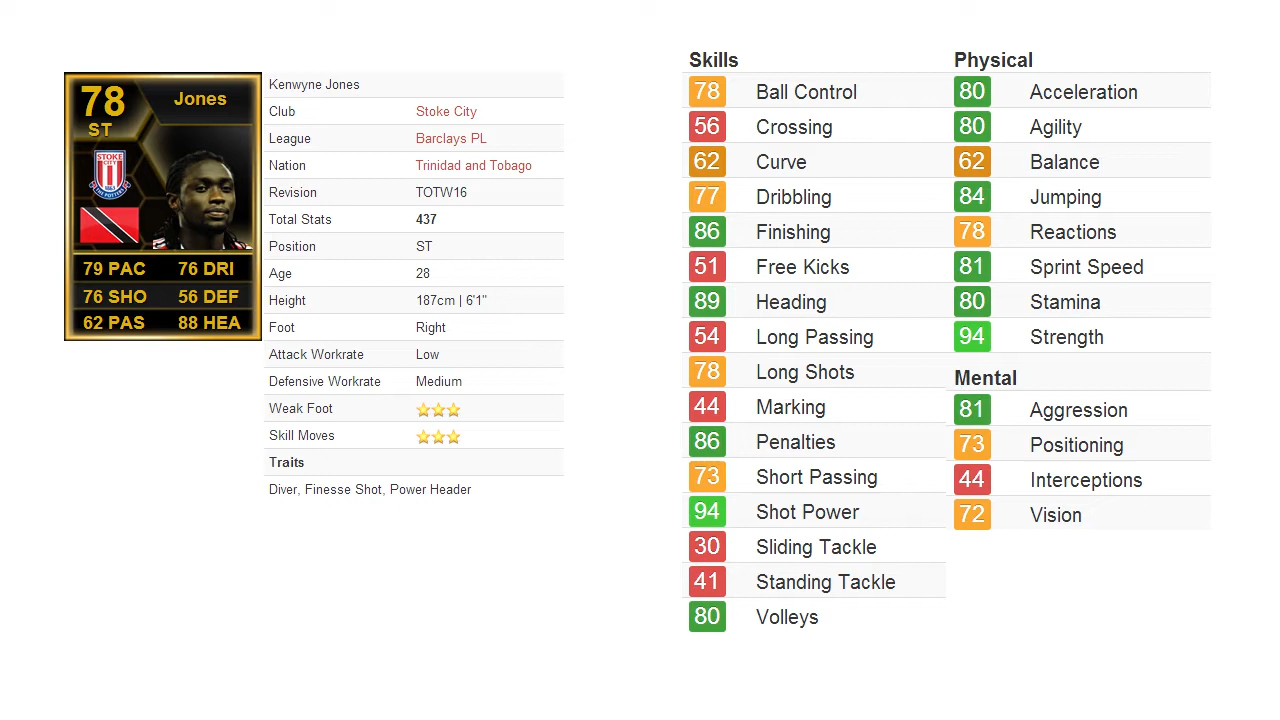 78
ST
Jones
STOKE
CITY
79 PAC 76 DRI
76 SHO 56 DEF
62 PAS 88 HEA
Kenwyne Jones
Club Stoke City
League Barclays PL
Nation Trinidad and Tobago
Revision TOTW16
Total Stats 437
Position ST
Age 28
Height 187cm | 6'1"
Foot Right
Attack Workrate Low
Defensive Workrate Medium
Weak Foot
Skill Moves
Traits
Diver, Finesse Shot, Power Header
Skills
78 Ball Control
56 Crossing
62 Curve
77 Dribbling
86 Finishing
51 Free Kicks
89 Heading
54 Long Passing
78 Long Shots
44 Marking
86 Penalties
73 Short Passing
94 Shot Power
30 Sliding Tackle
41 Standing Tackle
80 Volleys
Physical
80 Acceleration
80 Agility
62 Balance
84 Jumping
78 Reactions
81 Sprint Speed
80 Stamina
94 Strength
Mental
81 Aggression
73 Positioning
44 Interceptions
72 Vision